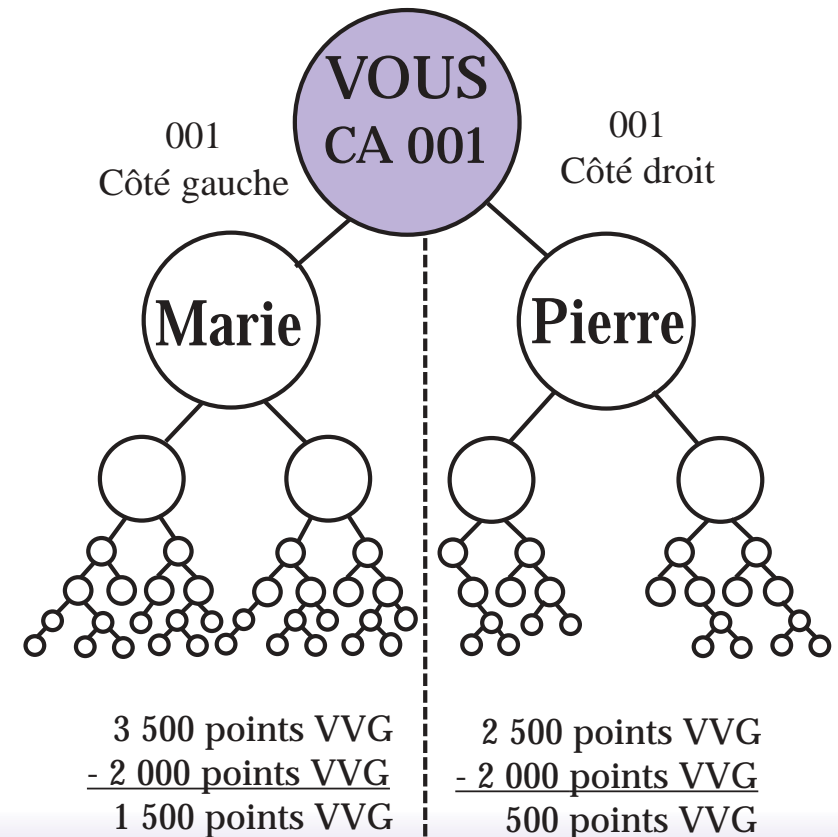 VOUS
CA 001
001
Côté gauche
001
Côté droit
Marie
Pierre
3 500 points VVG
- 2 000 points VVG
1 500 points VVG
2 500 points VVG
- 2 000 points VVG
500 points VVG